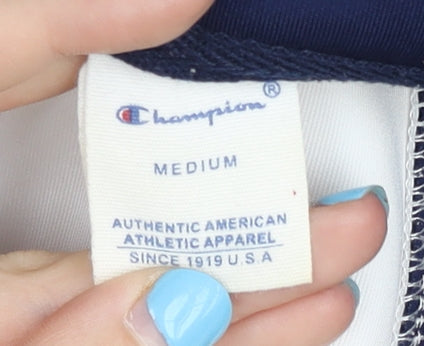 Champion®
MEDIUM
AUTHENTIC AMERICAN
ATHLETIC APPAREL
SINCE 1919 U.S.A